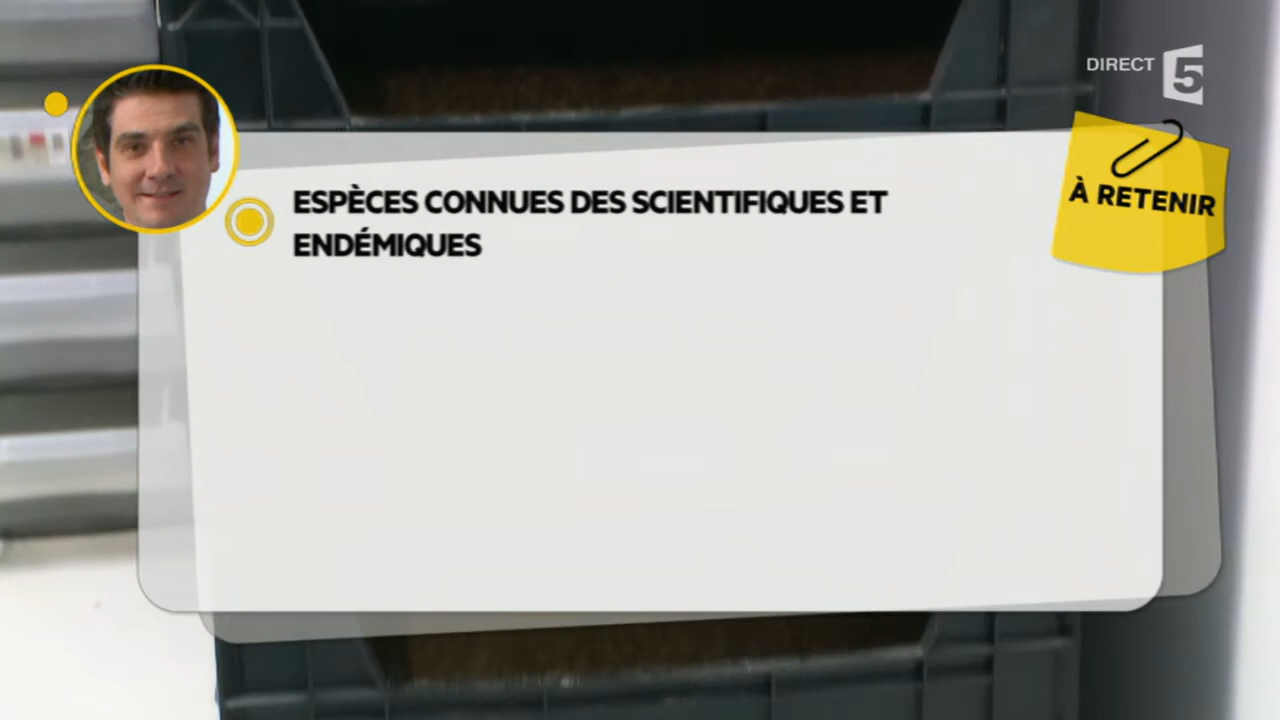 DIRECT 5
À RETENIR
ESPÈCES CONNUES DES SCIENTIFIQUES ET
ENDÉMIQUES